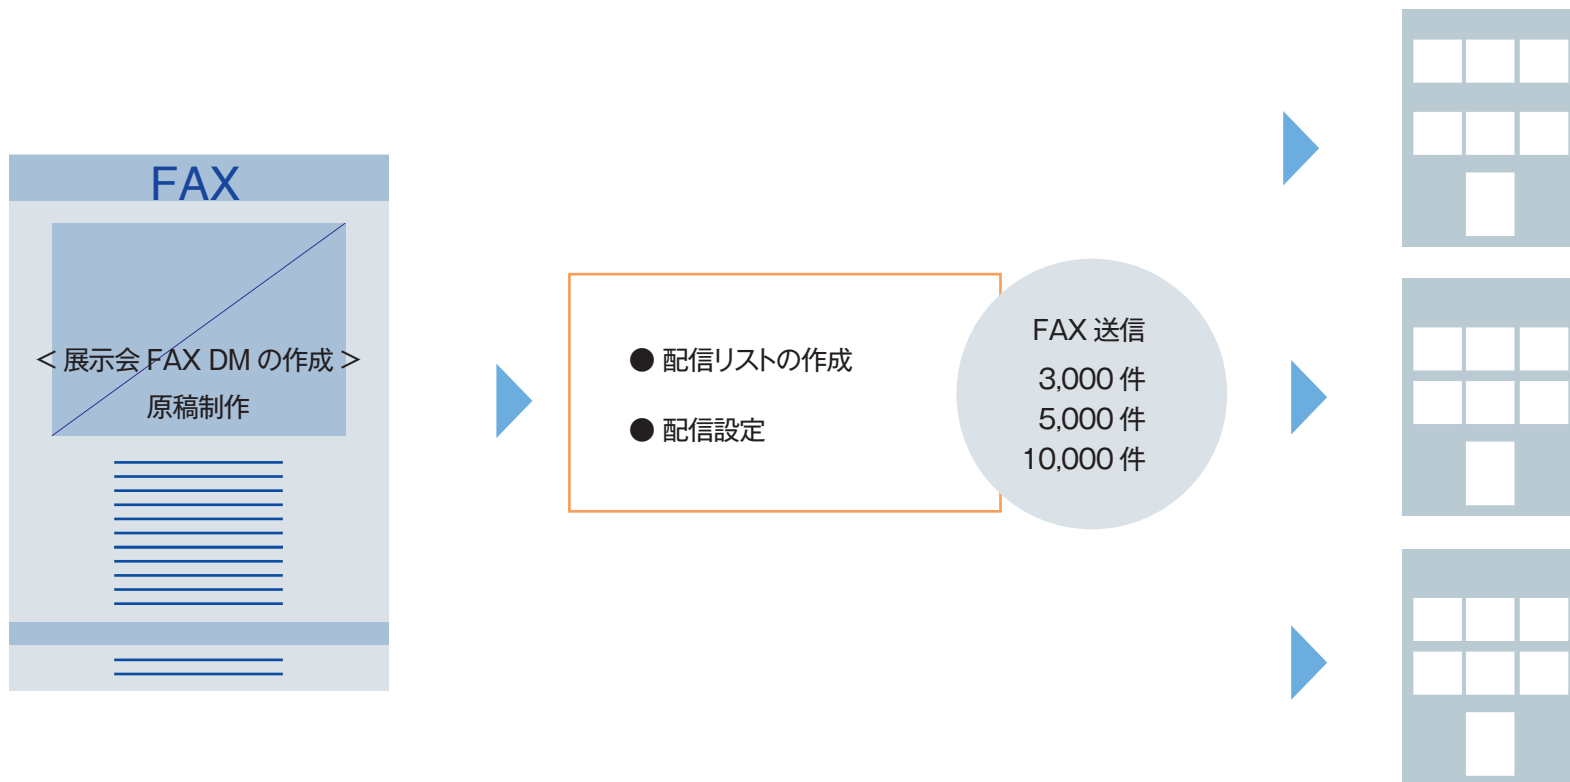 FAX
< 展示会 FAX DM の作成 >
原稿制作
● 配信リストの作成
● 配信設定
FAX 送信
3,000 件
5,000 件
10,000 件